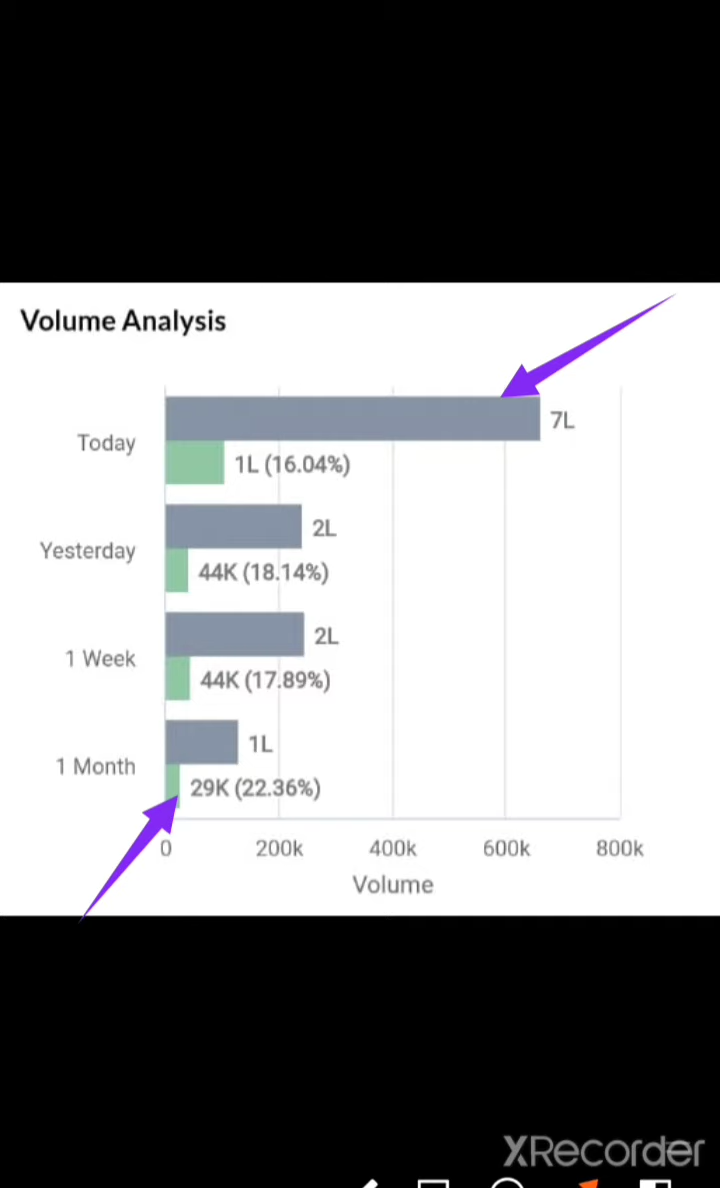 Volume Analysis
Today
7L
1L (16.04%)
Yesterday
2L
44K (18.14%)
1 Week
2L
44K (17.89%)
1 Month
1L
29K (22.36%)
0 200k 400k 600k 800k
Volume
XRecorder